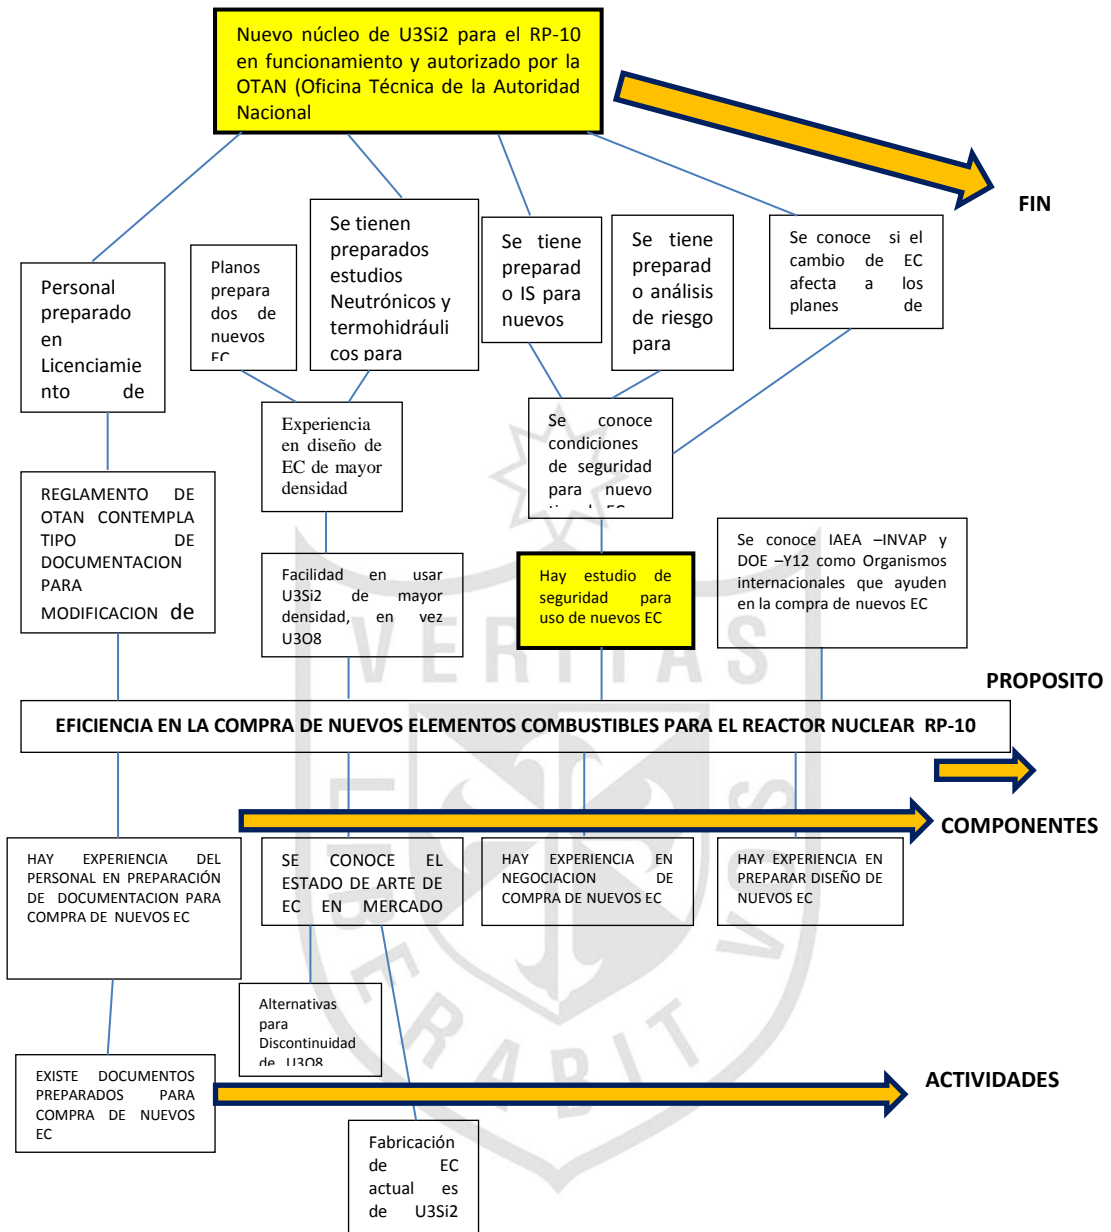 Nuevo núcleo de U3Si2 para el RP-10
en funcionamiento y autorizado por la
OTAN (Oficina Técnica de la Autoridad
Nacional
FIN
Personal
preparado
en
Licenciamie
nto de
Planos
prepara
dos de
nuevos
EC
Se tienen
preparados
estudios
Neutrónicos y
termohidráuli
cos para
Se tiene
preparad
o IS para
nuevos
Se tiene
preparad
o análisis
de riesgo
para
Se conoce si el
cambio de EC
afecta a los
planes de
Experiencia
en diseño de
EC de mayor
densidad
Se conoce
condiciones
de seguridad
para nuevo
REGLAMENTO DE
OTAN CONTEMPLA
TIPO DE
DOCUMENTACION
PARA
MODIFICACION de
Facilidad en usar
U3Si2 de mayor
densidad, en vez
U3O8
Hay estudio de
seguridad para
uso de nuevos EC
Se conoce IAEA –INVAP y
DOE –Y12 como Organismos
internacionales que ayuden
en la compra de nuevos EC
VERITAS
PROPOSITO
EFICIENCIA EN LA COMPRA DE NUEVOS ELEMENTOS COMBUSTIBLES PARA EL REACTOR NUCLEAR RP-10
COMPONENTES
HAY EXPERIENCIA DEL
PERSONAL EN PREPARACIÓN
DE DOCUMENTACION PARA
COMPRA DE NUEVOS EC
SE CONOCE EL
ESTADO DE ARTE DE
EC EN MERCADO
HAY EXPERIENCIA EN
NEGOCIACION DE
COMPRA DE NUEVOS EC
HAY EXPERIENCIA EN
PREPARAR DISEÑO DE
NUEVOS EC
LIBERABIT VOS
Alternativas
para
Discontinuidad
de U3O8
ACTIVIDADES
EXISTE DOCUMENTOS
PREPARADOS PARA
COMPRA DE NUEVOS
EC
Fabricación
de EC
actual es
de U3Si2